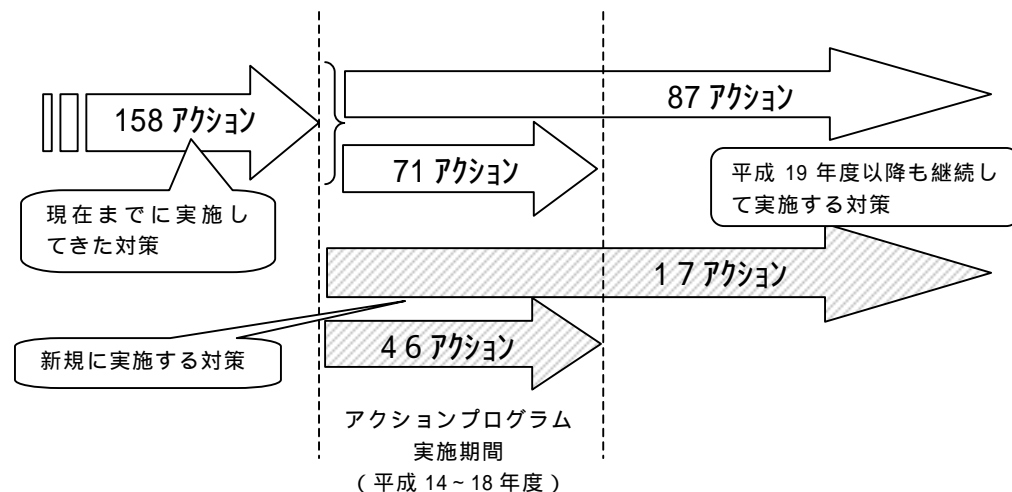 158 アクション
87 アクション
71 アクション
現在までに実施し
てきた対策
平成 19 年度以降も継続し
て実施する対策
17アクション
新規に実施する対策
46アクション
アクションプログラム
実施期間
(平成 14~18 年度)